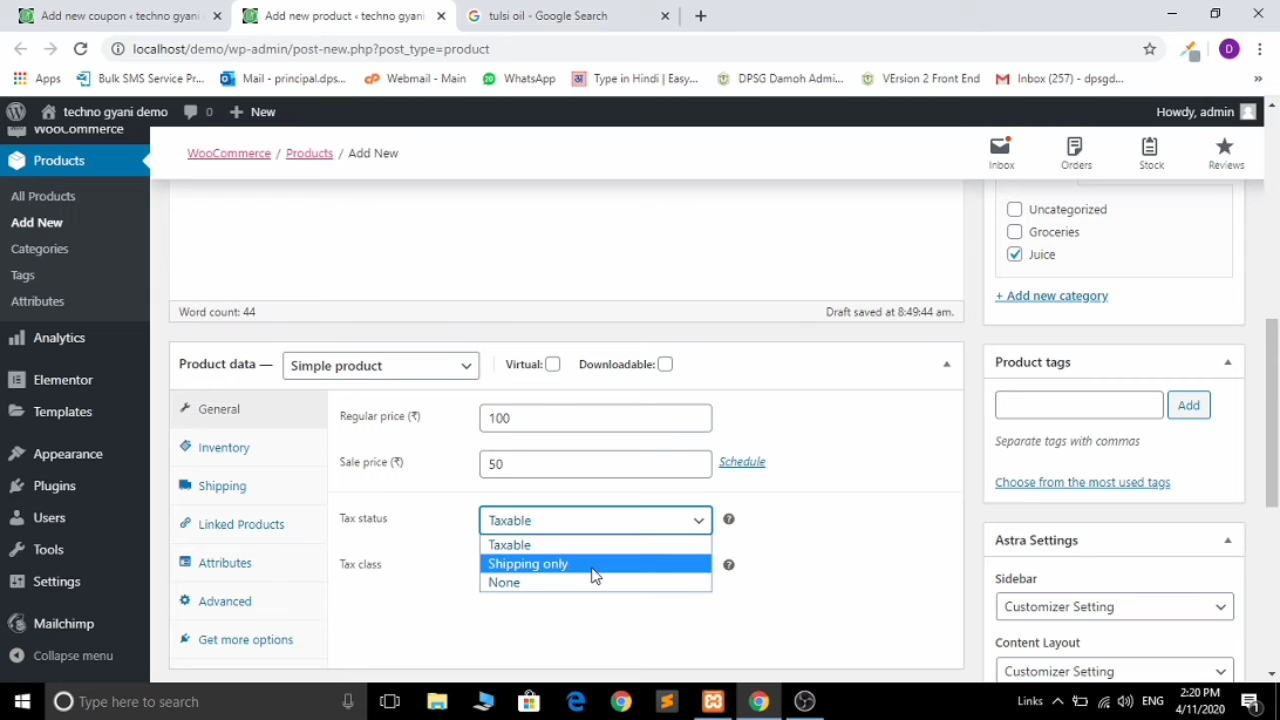 Add new coupon ‹ techno gyani
Add new product ‹ techno gyani
tulsi oil - Google Search
localhost/demo/wp-admin/post-new.php?post_type=product
D
Apps
Bulk SMS Service Pr...
Mail - principal.dps...
Webmail - Main
WhatsApp
Type in Hindi | Easy...
DPSG Damoh Admi...
VErsion 2 Front End
Inbox (257) - dpsgd...
techno gyani demo
0
New
Howdy, admin
WooCommerce
Products
All Products
Add New
Categories
Tags
Attributes
Analytics
Elementor
Templates
Appearance
Plugins
Users
Tools
Settings
Mailchimp
Collapse menu
WooCommerce / Products / Add New
Inbox
Orders
Stock
Reviews
Word count: 44
Draft saved at 8:49:44 am.
Product data —
Simple product
Virtual:
Downloadable:
General
Inventory
Shipping
Linked Products
Attributes
Advanced
Get more options
Regular price (₹)
100
Sale price (₹)
50
Schedule
Tax status
Taxable
Taxable
Shipping only
None
Tax class
Uncategorized
Groceries
Juice
+ Add new category
Product tags
Add
Separate tags with commas
Choose from the most used tags
Astra Settings
Sidebar
Customizer Setting
Content Layout
Customizer Setting
Type here to search
Links
ENG
2:20 PM
4/11/2020
1